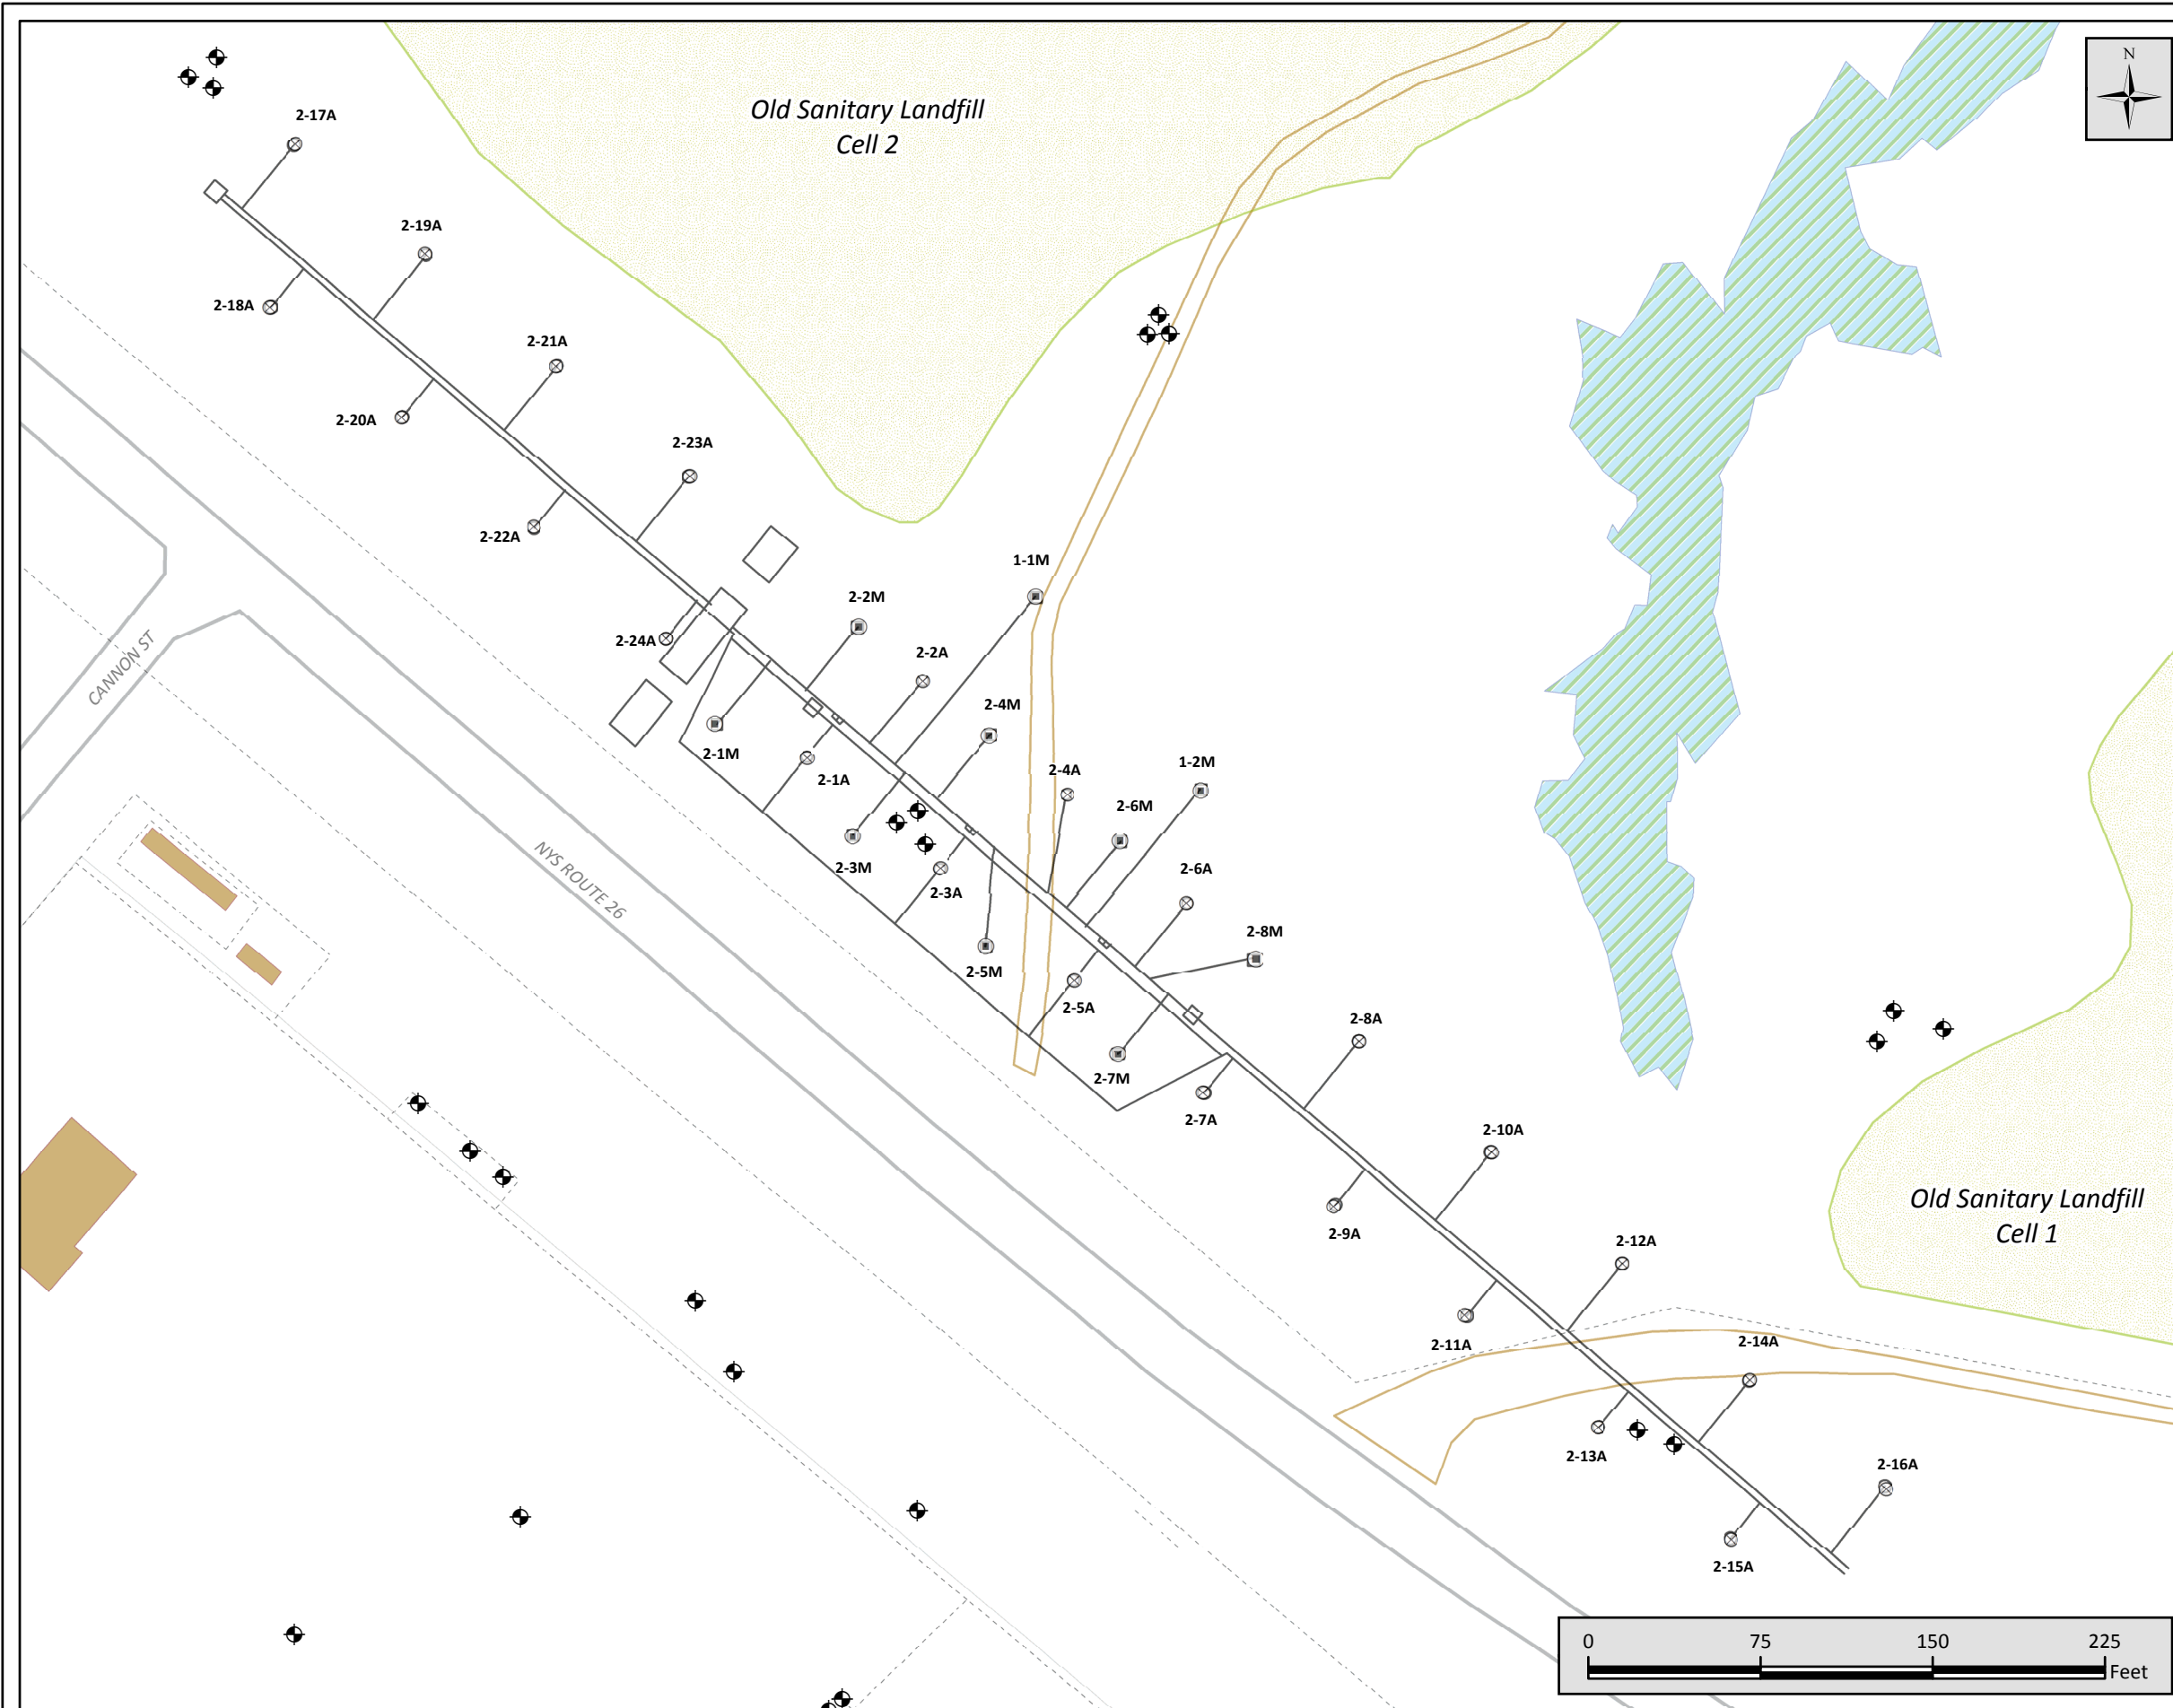 N
Old Sanitary Landfill
Cell 2
2-17A
2-19A
2-18A
2-21A
2-20A
2-23A
2-22A
1-1M
2-2M
2-24A
2-2A
CANNON ST
2-4M
2-1M
2-1A
2-4A
1-2M
2-6M
2-3M
2-6A
NYS ROUTE 26
2-3A
2-8M
2-5M
2-5A
2-8A
2-7M
2-7A
2-10A
Old Sanitary Landfill
Cell 1
2-9A
2-12A
2-11A
2-14A
2-13A
2-16A
2-15A
0 75 150 225
Feet